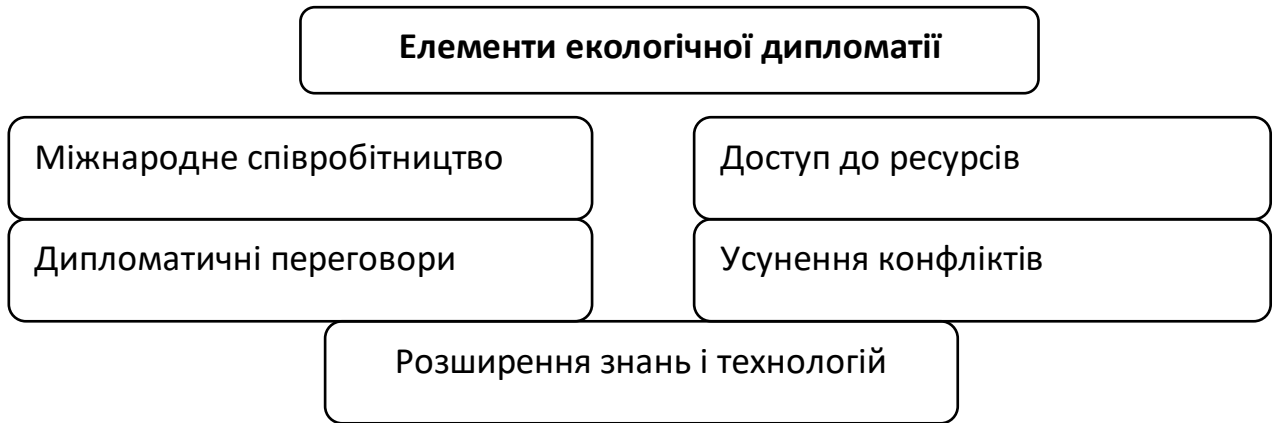 Елементи екологічної дипломатії
Міжнародне співробітництво
Доступ до ресурсів
Дипломатичні переговори
Усунення конфліктів
Розширення знань і технологій